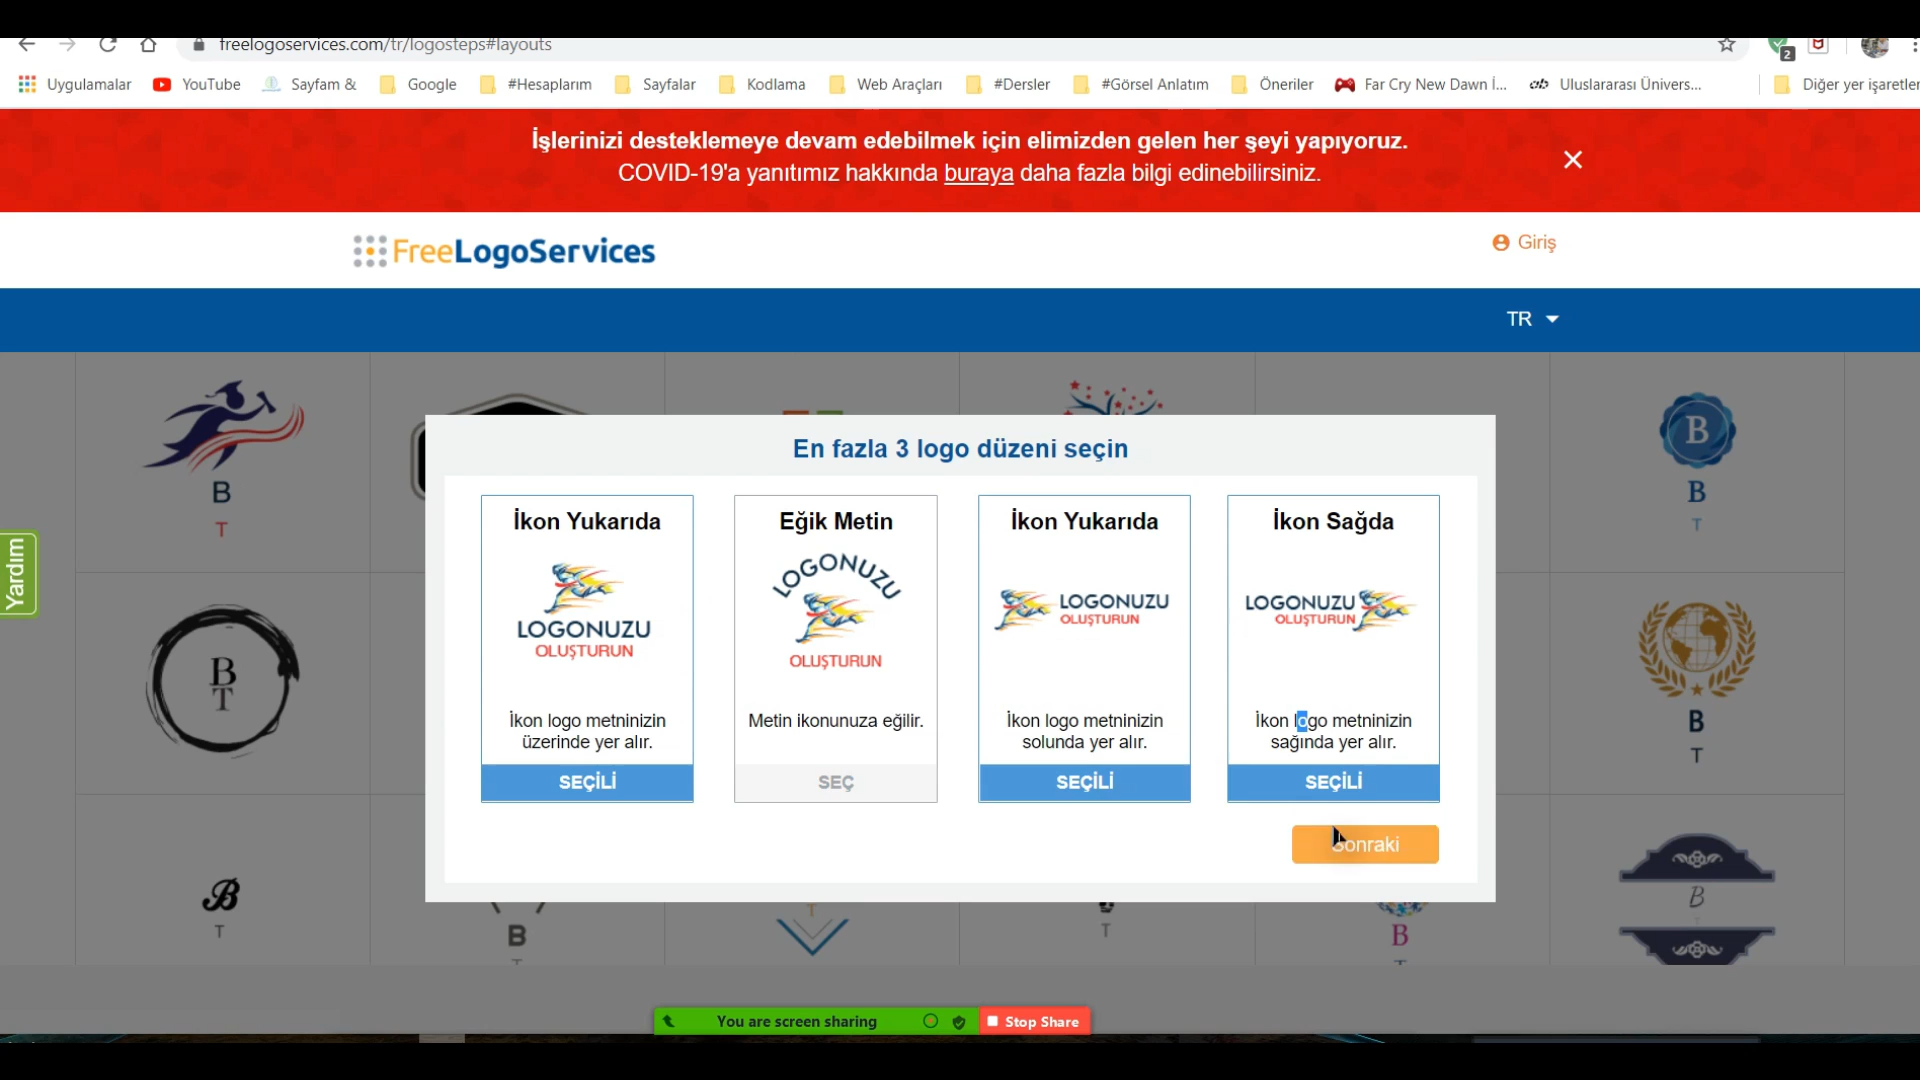 freelogoservices.com/tr/logosteps#layouts
2
Uygulamalar YouTube Sayfam & Google #Hesaplarım Sayfalar Kodlama Web Araçları #Dersler #Görsel Anlatım Öneriler Far Cry New Dawn İ... Uluslararası Ünivers... Diğer yer işaretler
İşlerinizi desteklemeye devam edebilmek için elimizden gelen her şeyi yapıyoruz.
COVID-19'a yanıtımız hakkında buraya daha fazla bilgi edinebilirsiniz.
FreeLogoServices
Giriş
TR
Yardım
En fazla 3 logo düzeni seçin
İkon Yukarıda
LOGONUZU
OLUŞTURUN
İkon logo metninizin
üzerinde yer alır.
SEÇİLİ
Eğik Metin
LOGONUZU
OLUŞTURUN
Metin ikonunuza eğilir.
SEÇ
İkon Yukarıda
LOGONUZU
OLUŞTURUN
İkon logo metninizin
solunda yer alır.
SEÇİLİ
İkon Sağda
LOGONUZU
OLUŞTURUN
İkon logo metninizin
sağında yer alır.
SEÇİLİ
Sonraki
B
T
B
B
T
B
T
B
T
B
T
B
T
T
B
B
You are screen sharing
Stop Share